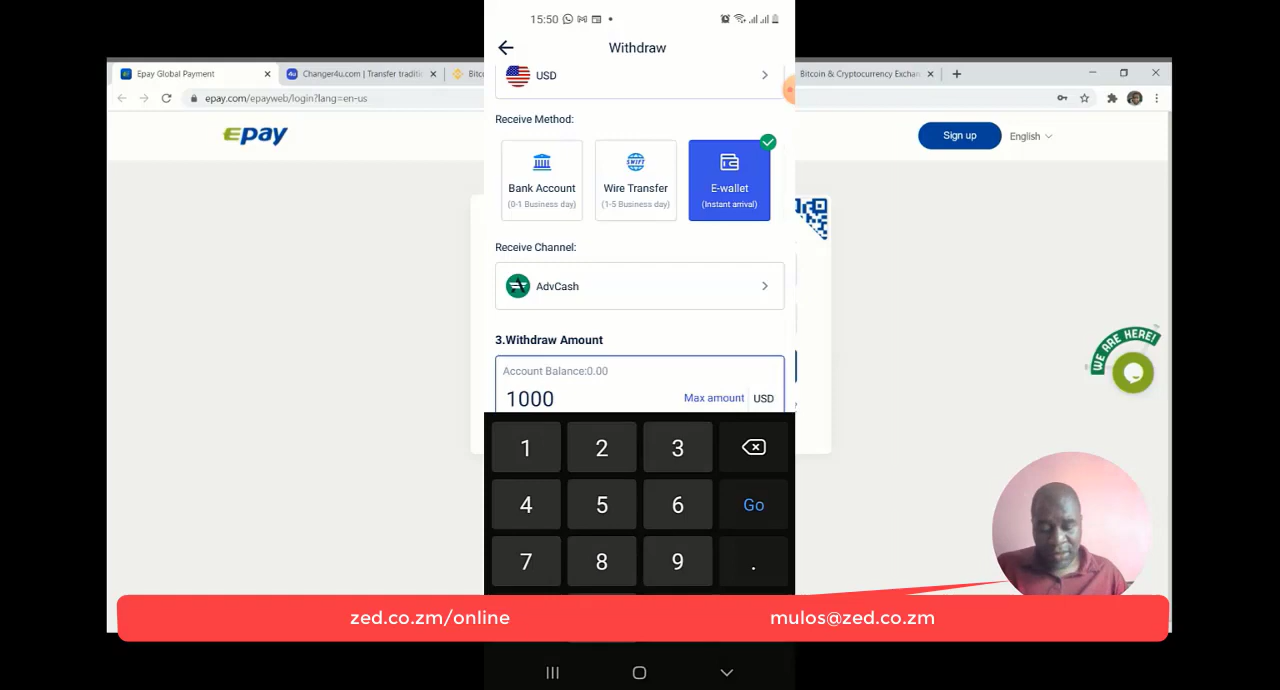 15:50
Withdraw
USD
Receive Method:
Bank Account
(0-1 Business day)
Wire Transfer
(1-5 Business day)
E-wallet
(Instant arrival)
SWIFT
Receive Channel:
AdvCash
3.Withdraw Amount
Account Balance:0.00
1000
Max amount
USD
1 2 3
4 5 6 Go
7 8 9 .
Epay Global Payment
Changer4u.com | Transfer traditi
Bitc
Bitcoin & Cryptocurrency Exchan
epay.com/epayweb/login?lang=en-us
Epay
Sign up
English
WE ARE HERE!
zed.co.zm/online
mulos@zed.co.zm